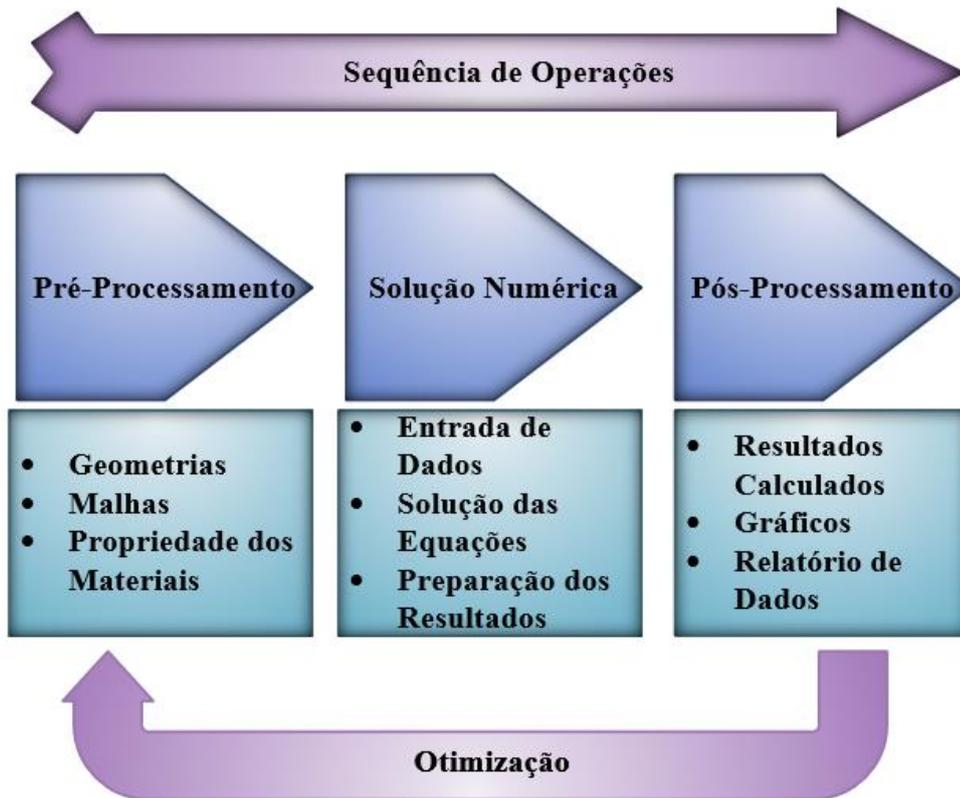 Sequência de Operações
Pré-Processamento
Solução Numérica
Pós-Processamento
• Geometrias
• Malhas
• Propriedade dos
Materiais
• Entrada de
Dados
• Solução das
Equações
• Preparação dos
Resultados
• Resultados
Calculados
• Gráficos
• Relatório de
Dados
Otimização